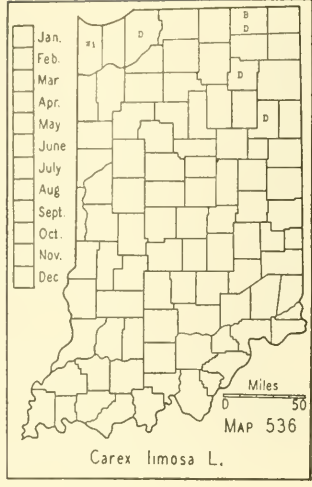 Jan.
Feb.
Mar
Apr.
May
June
July
Aug
Sept.
Oct.
Nov.
Dec
#1
D
B
D
D
D
Miles
0 50
MAP 536
Carex limosa L.